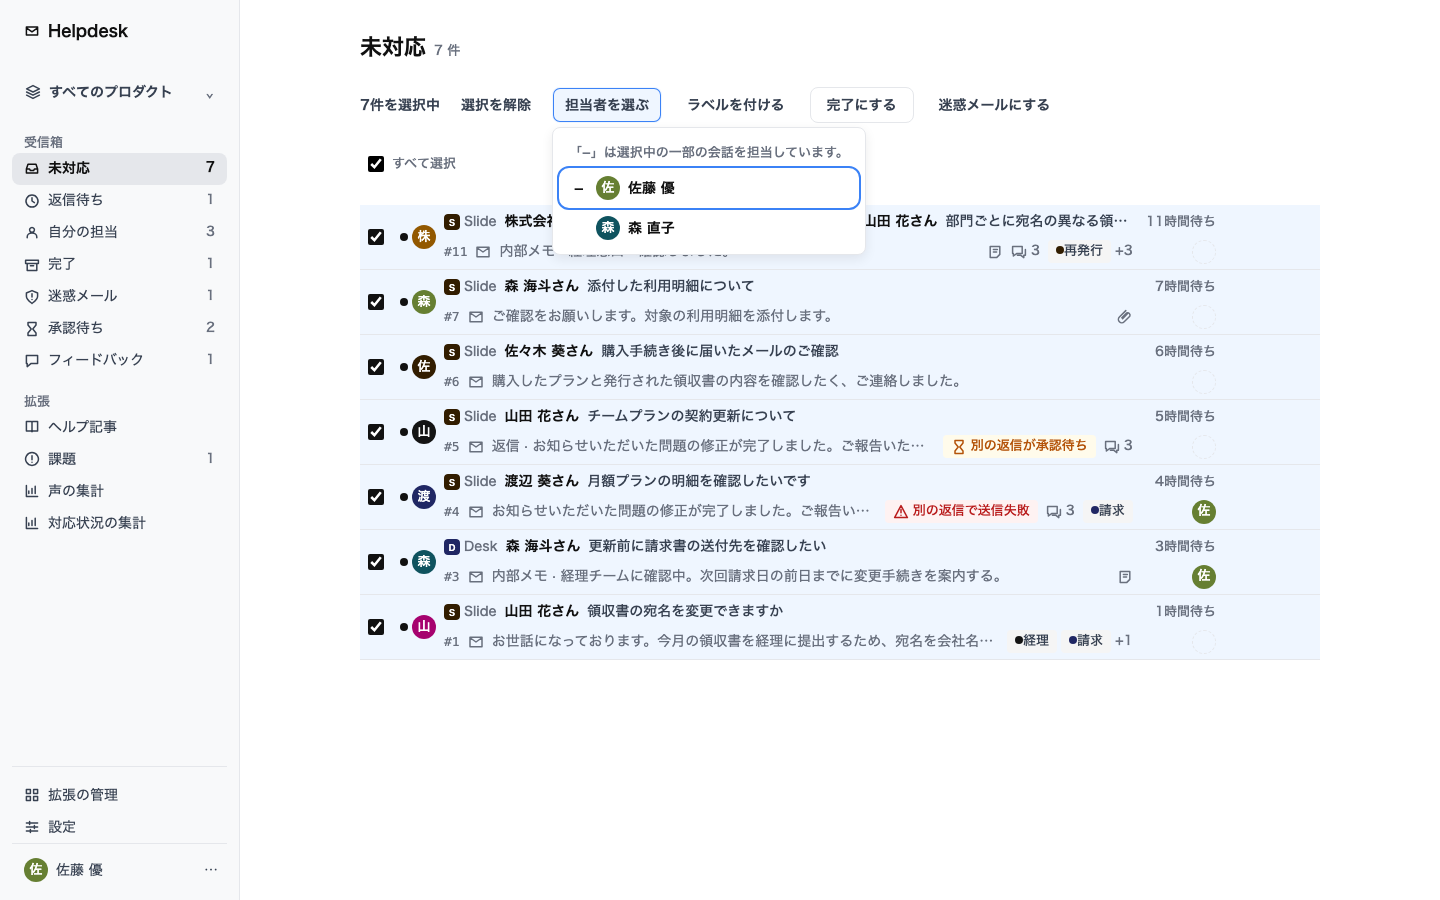 Helpdesk
すべてのプロダクト
受信箱
未対応 7
返信待ち 1
自分の担当 3
完了 1
迷惑メール 1
承認待ち 2
フィードバック 1
拡張
ヘルプ記事
課題 1
声の集計
対応状況の集計
拡張の管理
設定
佐 佐藤 優 …
未対応 7 件
7件を選択中 選択を解除 担当者を選ぶ ラベルを付ける 完了にする 迷惑メールにする
「–」は選択中の一部の会話を担当しています。
– 佐 佐藤 優
森 森 直子
すべて選択
株 S Slide 株式会社 山田 花さん 部門ごとに宛名の異なる領… 11時間待ち
#11 内部メモ 3 再発行 +3
森 S Slide 森 海斗さん 添付した利用明細について 7時間待ち
#7 ご確認をお願いします。対象の利用明細を添付します。
佐 S Slide 佐々木 葵さん 購入手続き後に届いたメールのご確認 6時間待ち
#6 購入したプランと発行された領収書の内容を確認したく、ご連絡しました。
山 S Slide 山田 花さん チームプランの契約更新について 5時間待ち
#5 返信 · お知らせいただいた問題の修正が完了しました。ご報告いた… 別の返信が承認待ち 3
渡 S Slide 渡辺 葵さん 月額プランの明細を確認したいです 4時間待ち
#4 お知らせいただいた問題の修正が完了しました。ご報告い… 別の返信で送信失敗 3 請求 佐
森 D Desk 森 海斗さん 更新前に請求書の送付先を確認したい 3時間待ち
#3 内部メモ · 経理チームに確認中。次回請求日の前日までに変更手続きを案内する。 佐
山 S Slide 山田 花さん 領収書の宛名を変更できますか 1時間待ち
#1 お世話になっております。今月の領収書を経理に提出するため、宛名を会社名… 経理 請求 +1